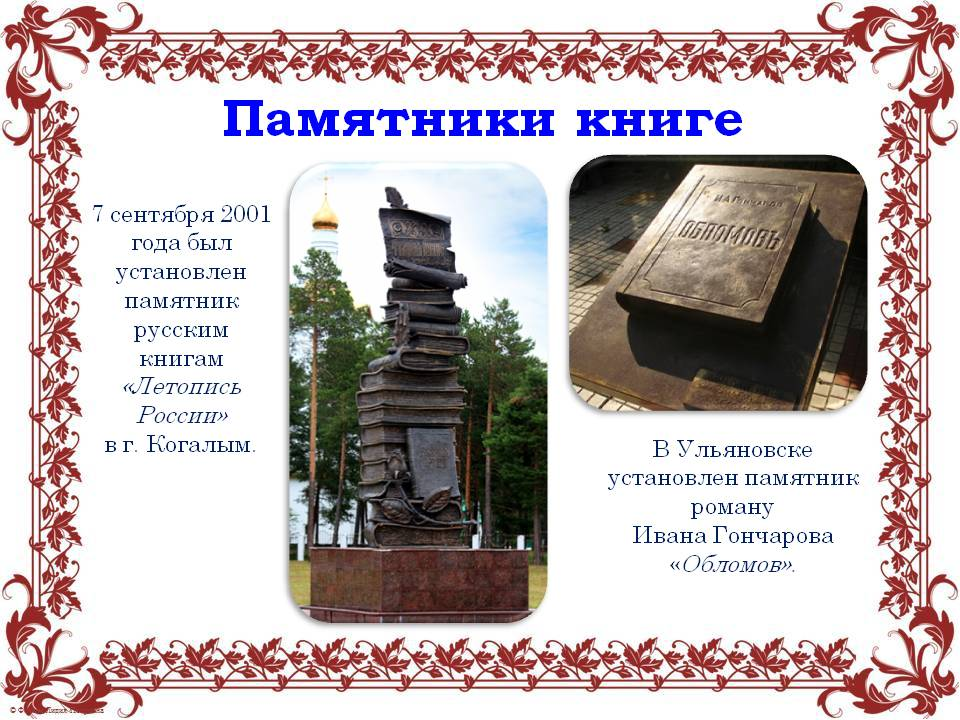 Памятники книге
7 сентября 2001
года был
установлен
памятник
русским
книгам
«Летопись
России»
в г. Когалым.
ОБЛОМОВЪ
В Ульяновске
установлен памятник
роману
Ивана Гончарова
«Обломов».